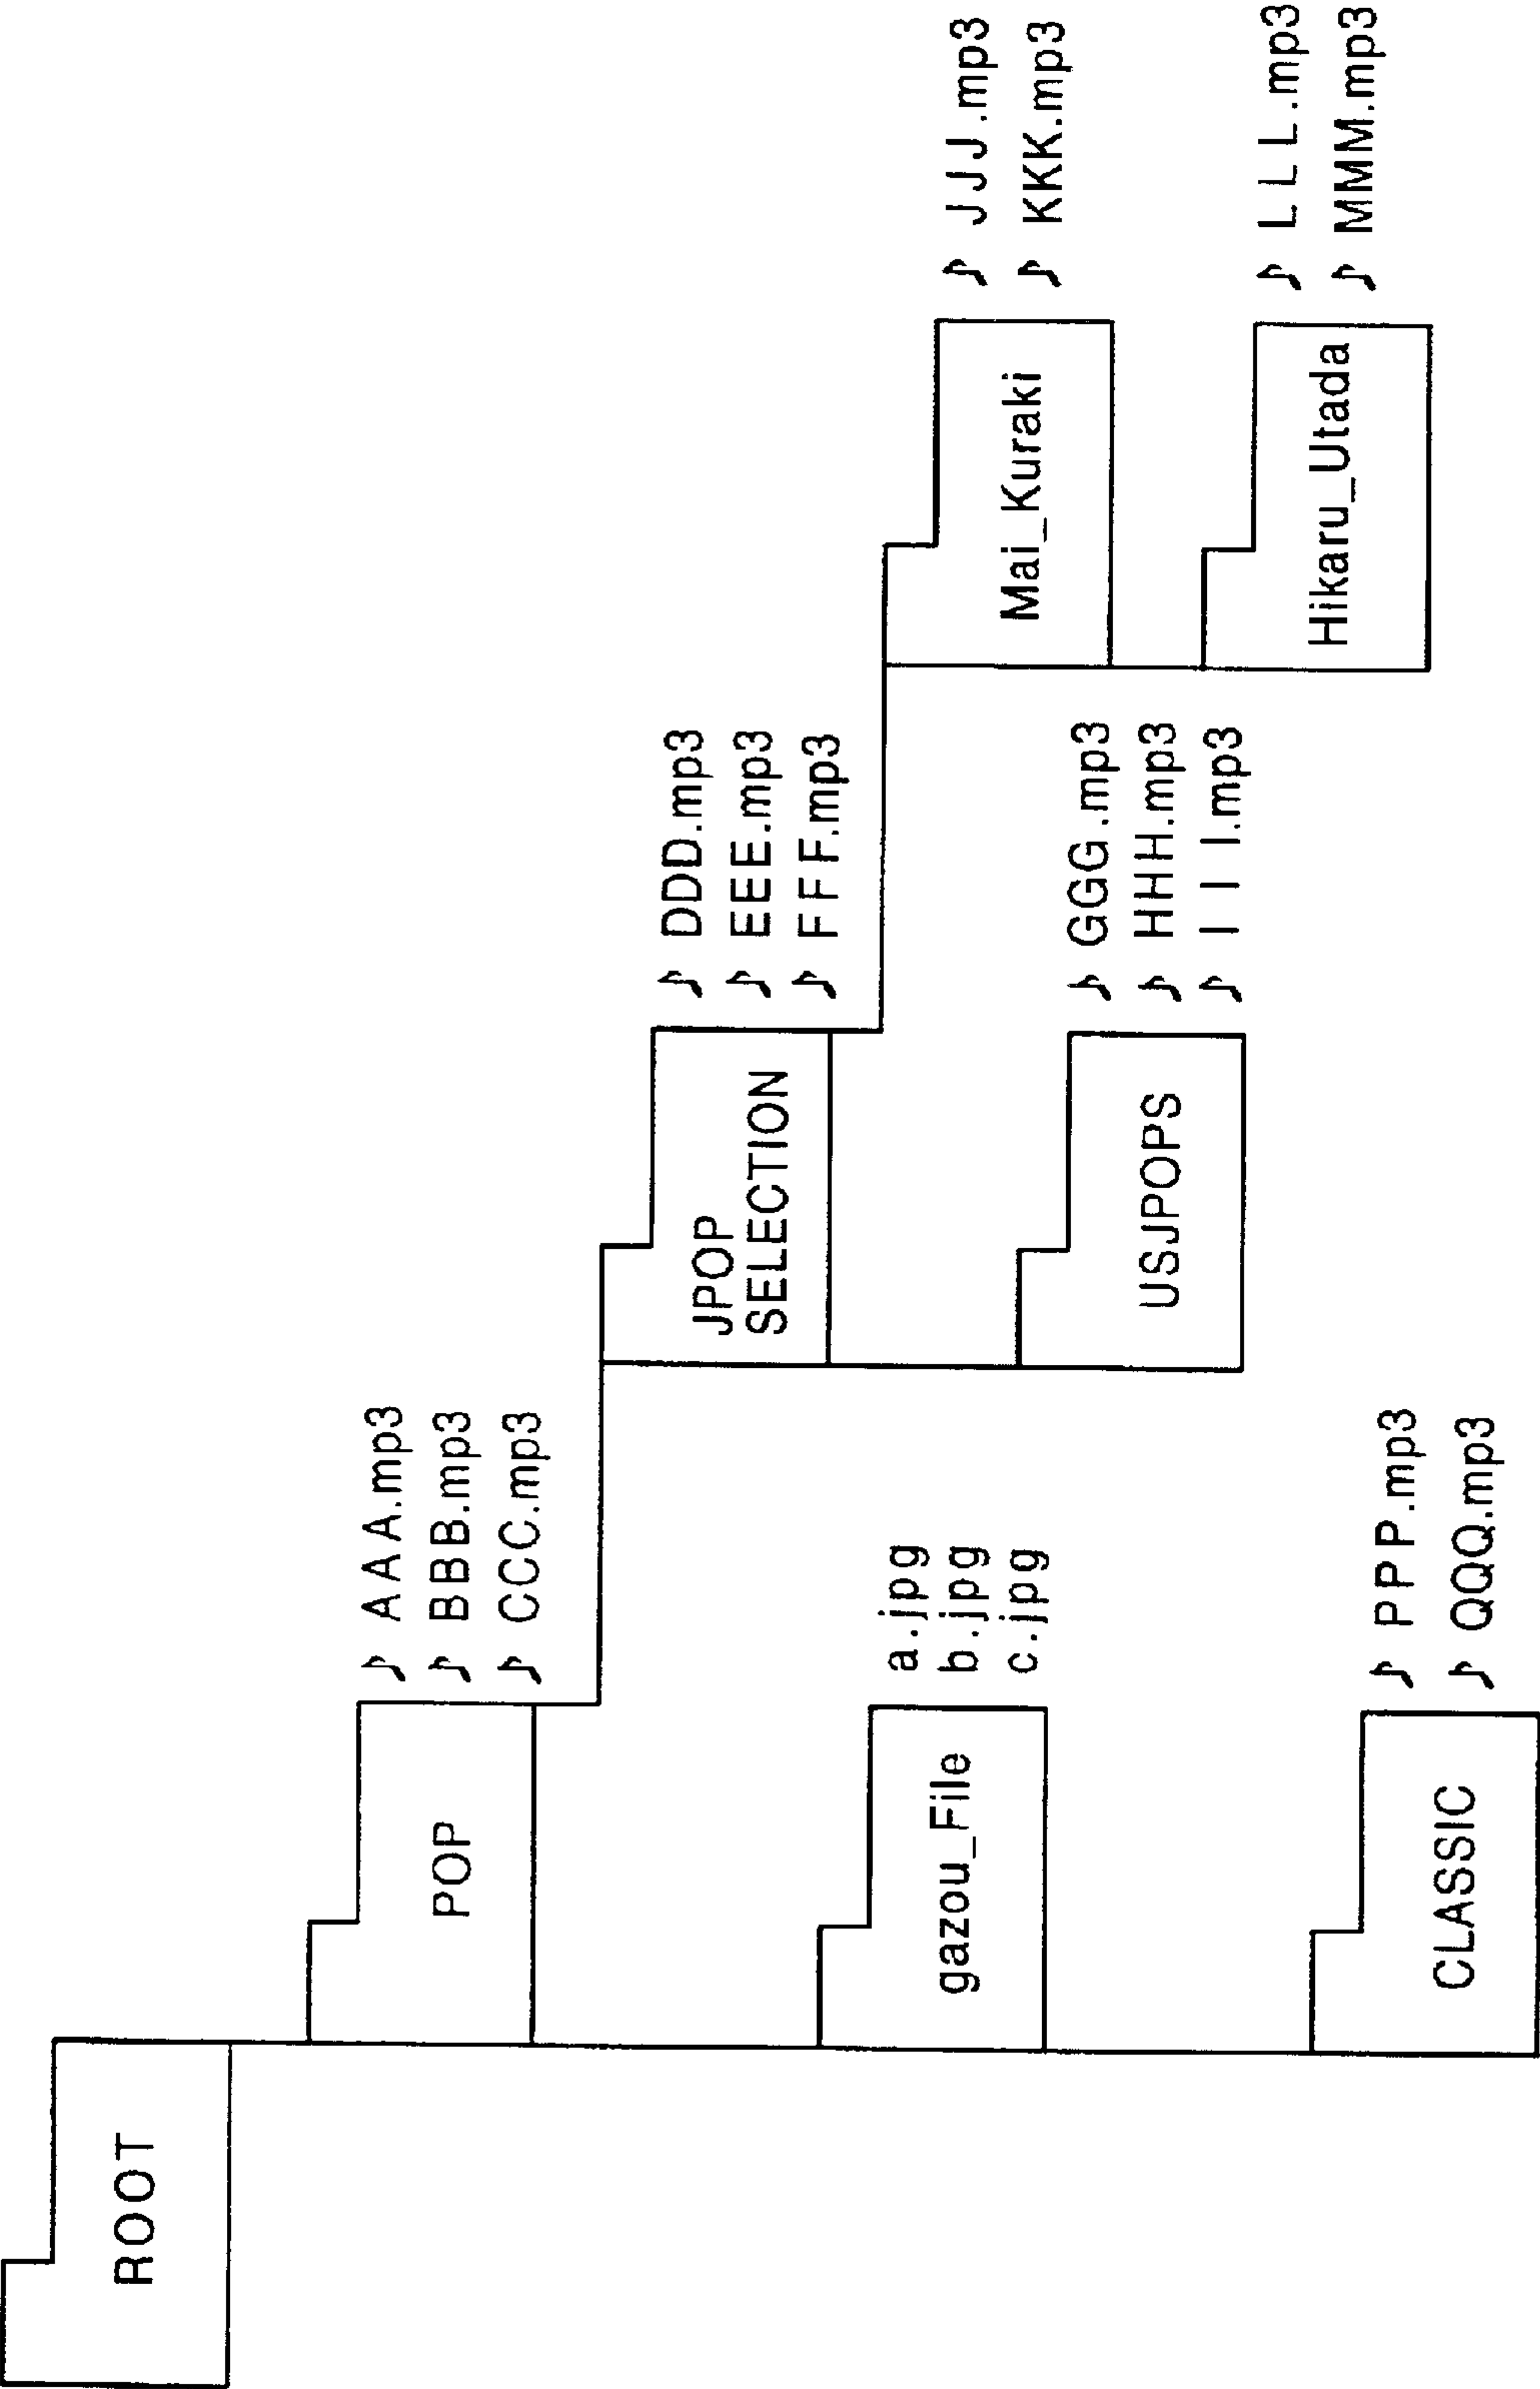 ROOT
POP
♪ AAA.mp3
♪ BBB.mp3
♪ CCC.mp3
JPOP
SELECTION
♪ DDD.mp3
♪ EEE.mp3
♪ FFF.mp3
Mai_Kuraki
♪ JJJ.mp3
♪ KKK.mp3
Hikaru_Utada
♪ LLL.mp3
♪ MMM.mp3
USJPOPS
♪ GGG.mp3
♪ HHH.mp3
♪ III.mp3
gazou_File
a.jpg
b.jpg
c.jpg
CLASSIC
♪ PPP.mp3
♪ QQQ.mp3